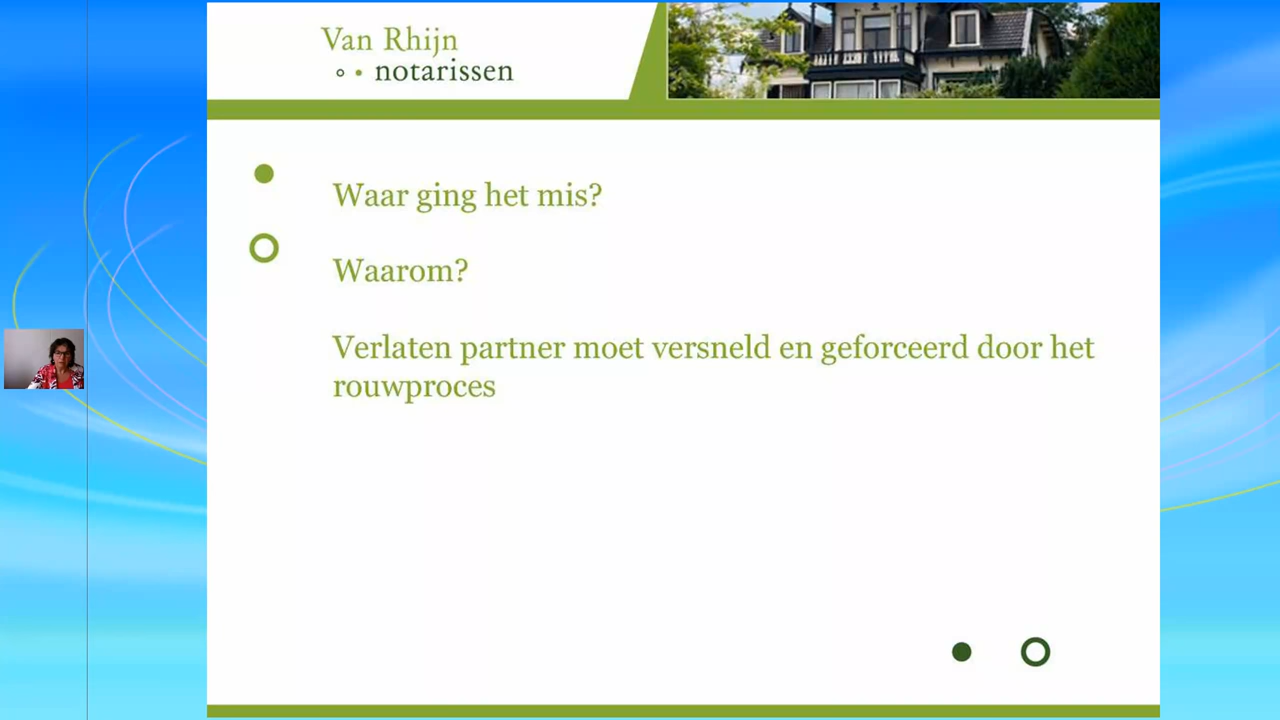 Van Rhijn
notarissen
Waar ging het mis?
Waarom?
Verlaten partner moet versneld en geforceerd door het
rouwproces